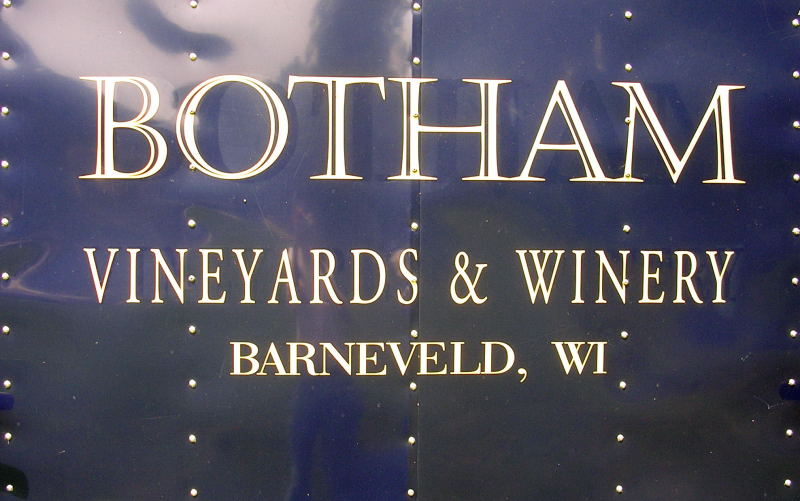 BOTHAM
VINEYARDS & WINERY
BARNEVELD, WI